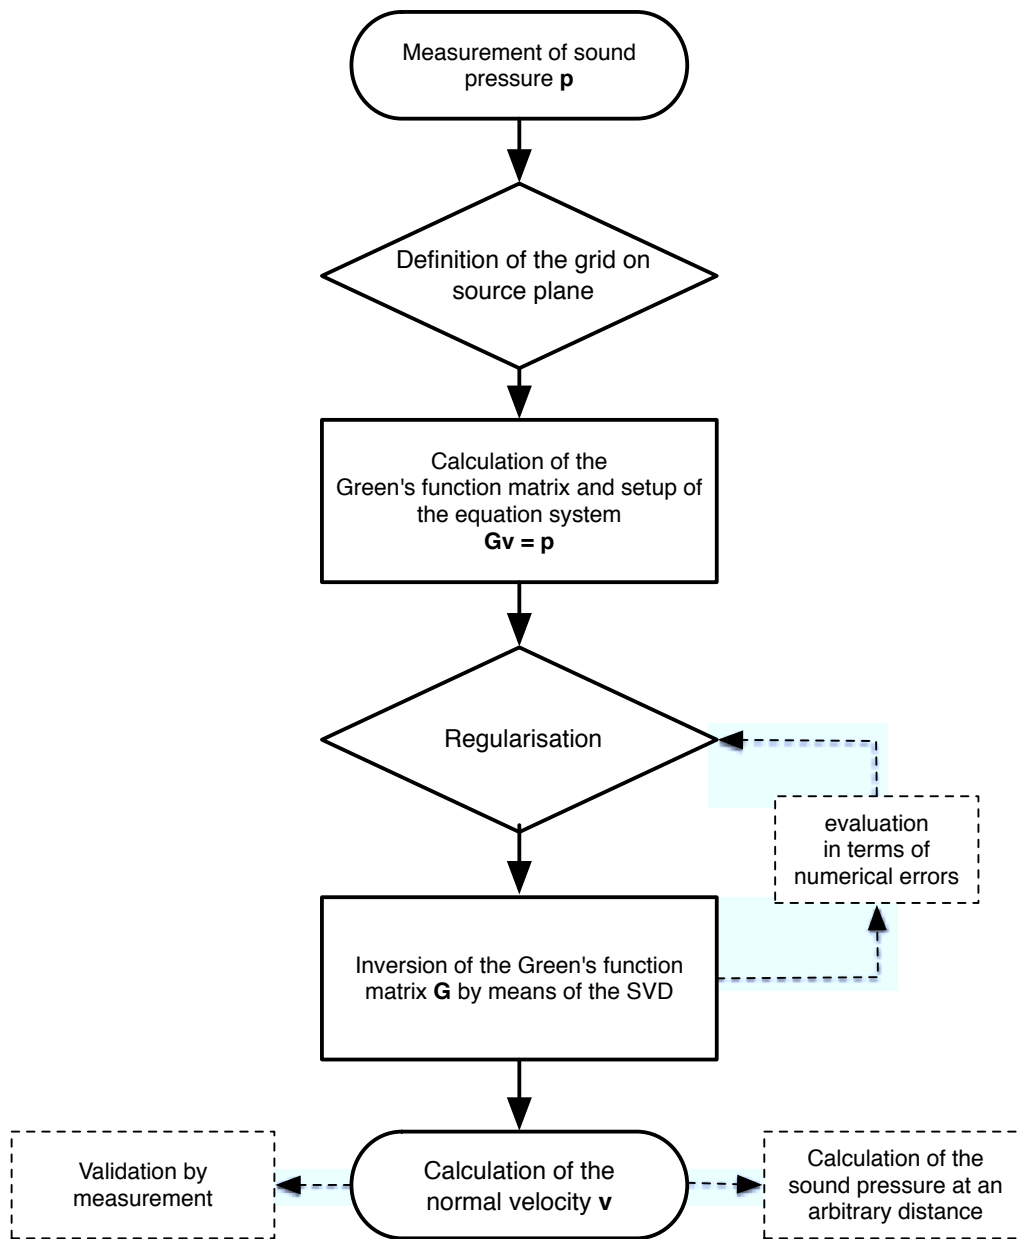 Measurement of sound
pressure p
Definition of the grid on
source plane
Calculation of the
Green's function matrix and setup of
the equation system
Gv = p
Regularisation
evaluation
in terms of
numerical errors
Inversion of the Green's function
matrix G by means of the SVD
Validation by
measurement
Calculation of the
normal velocity v
Calculation of the
sound pressure at an
arbitrary distance